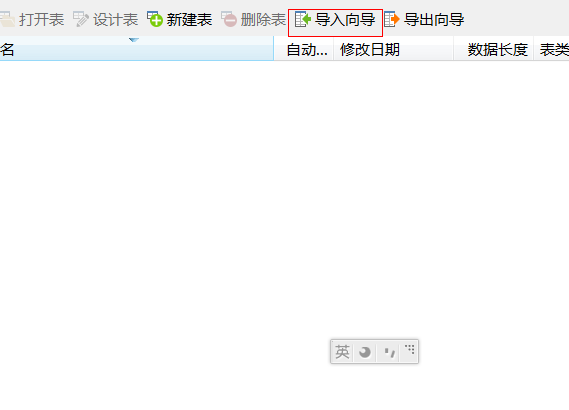 打开表 设计表 新建表 删除表 导入向导 导出向导
名 自动... 修改日期 数据长度 表类
英